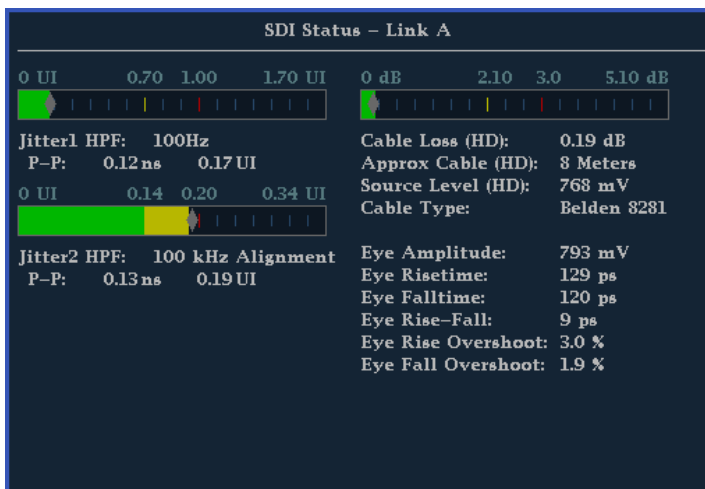 SDI Status – Link A
0 UI 0.70 1.00 1.70 UI
Jitter1 HPF: 100Hz
P–P: 0.12 ns 0.17 UI
0 UI 0.14 0.20 0.34 UI
Jitter2 HPF: 100 kHz Alignment
P–P: 0.13 ns 0.19 UI
0 dB 2.10 3.0 5.10 dB
Cable Loss (HD): 0.19 dB
Approx Cable (HD): 8 Meters
Source Level (HD): 768 mV
Cable Type: Belden 8281
Eye Amplitude: 793 mV
Eye Risetime: 129 ps
Eye Falltime: 120 ps
Eye Rise–Fall: 9 ps
Eye Rise Overshoot: 3.0 %
Eye Fall Overshoot: 1.9 %